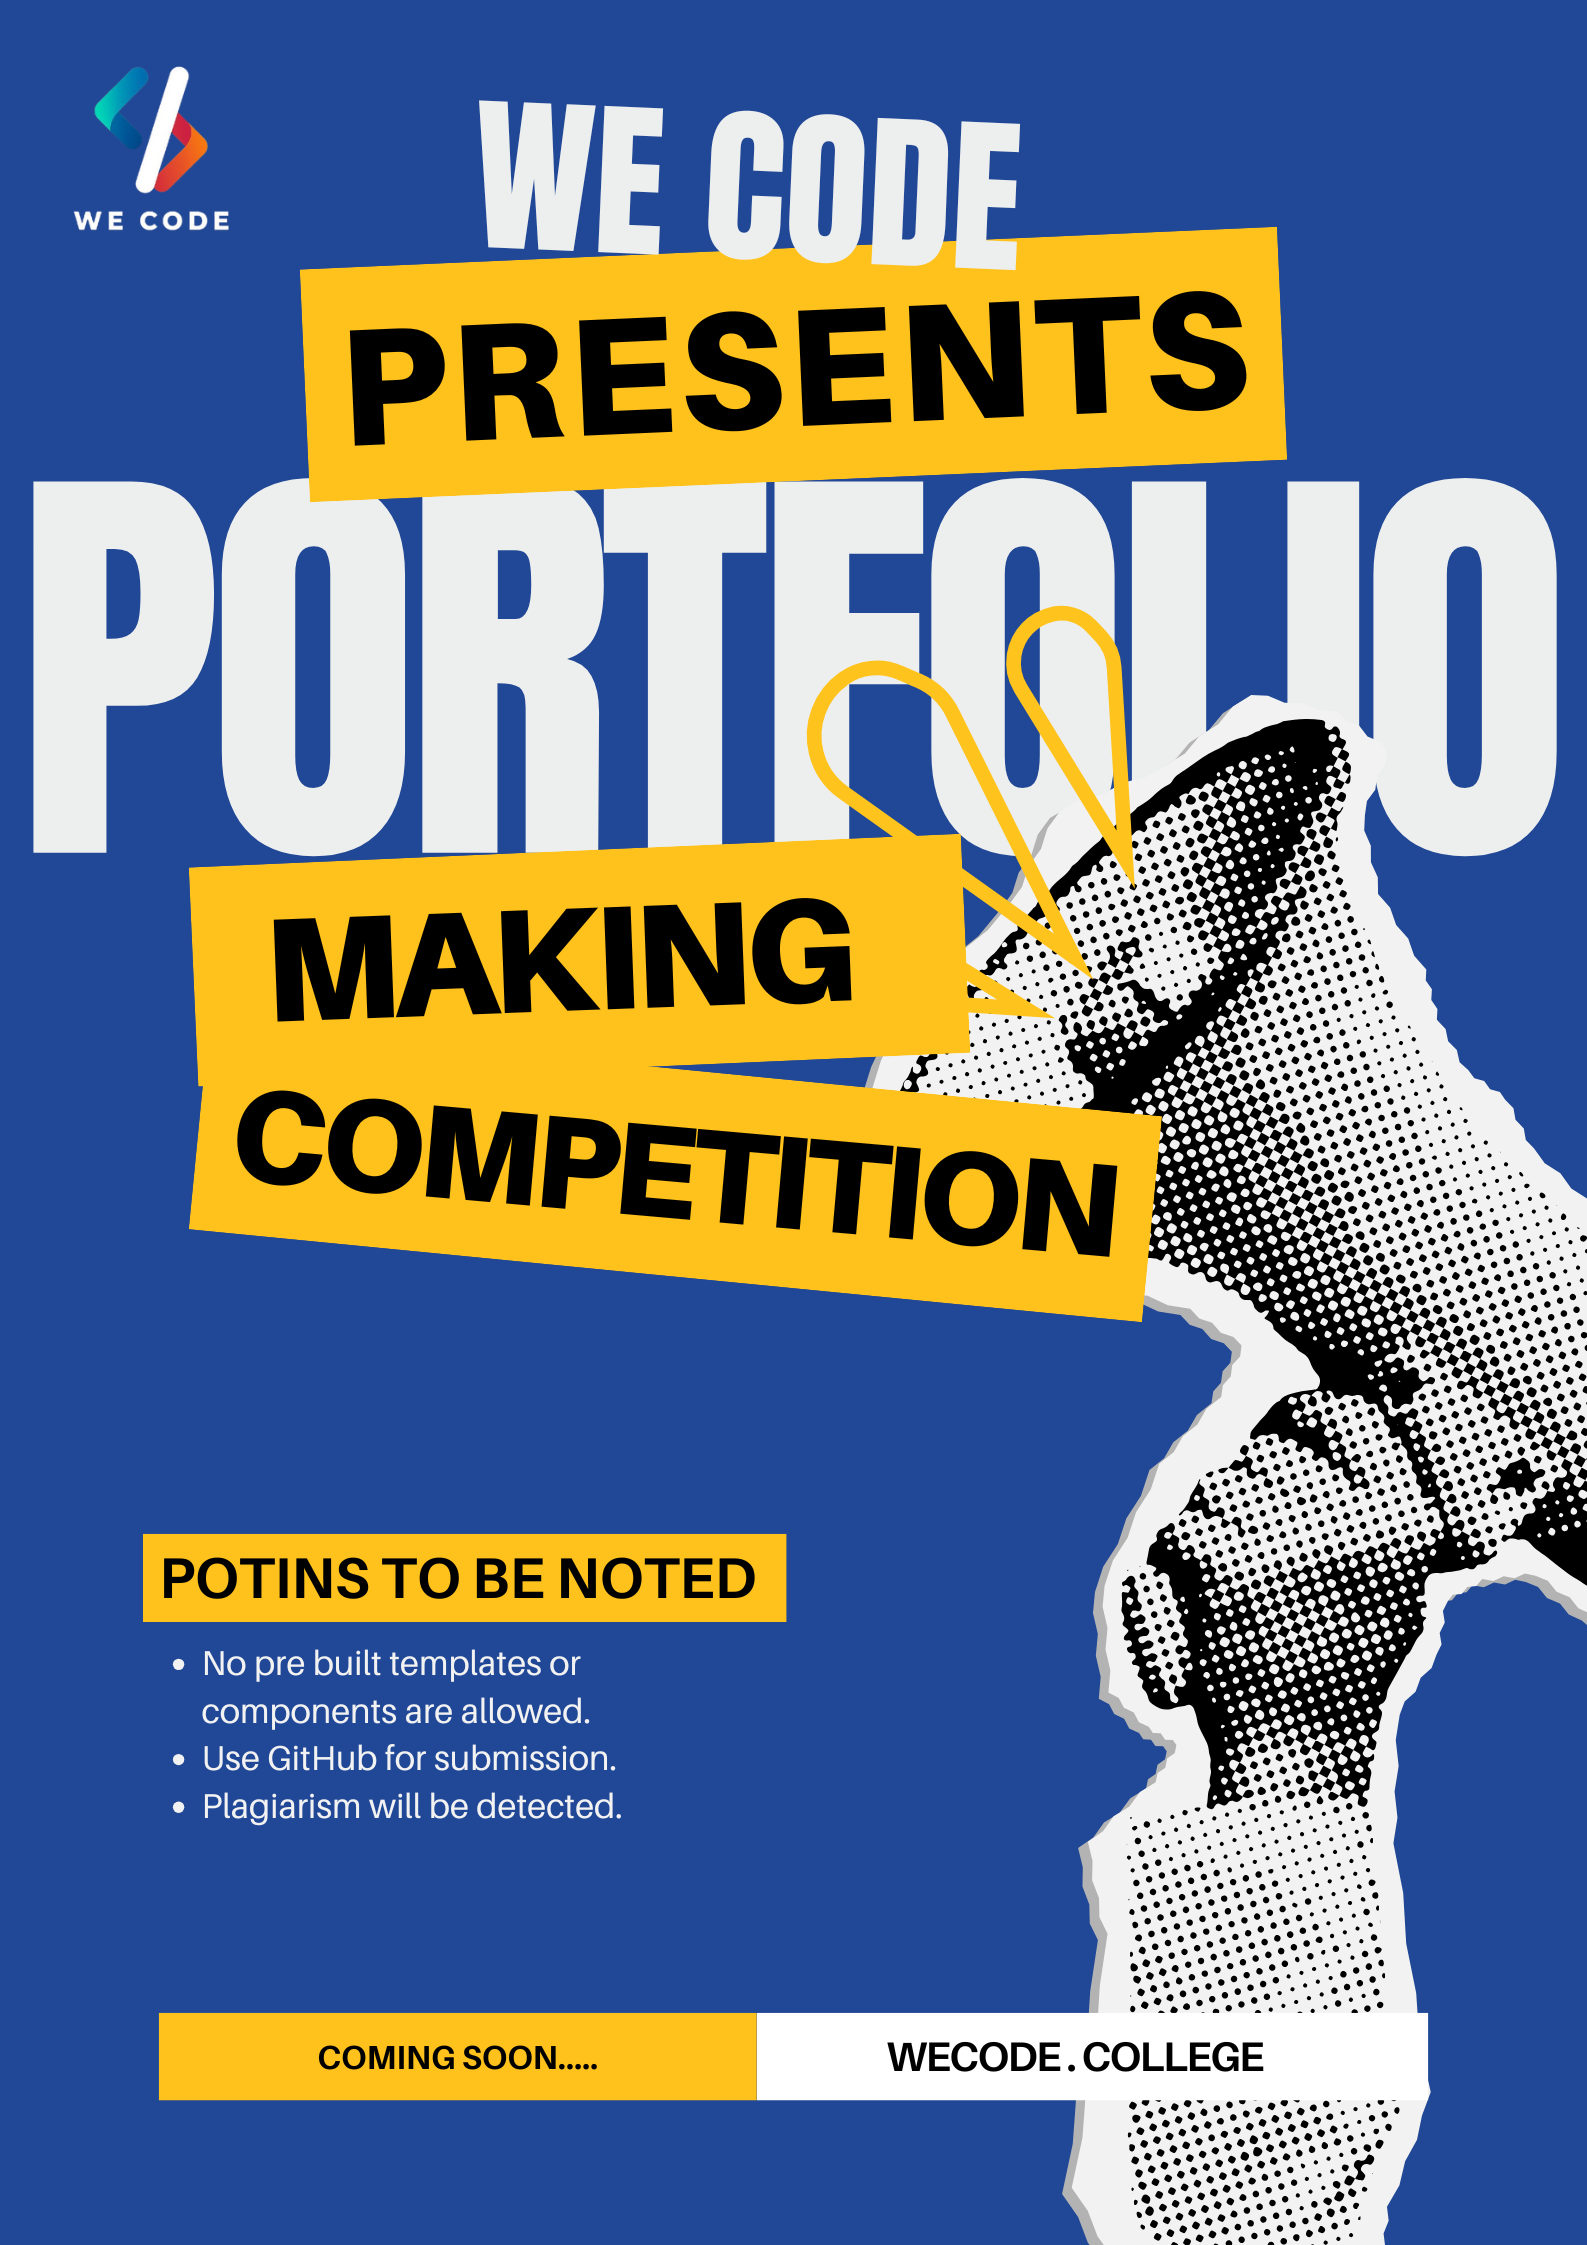 WE CODE
WE CODE
PRESENTS
PORTFOLIO
MAKING
COMPETITION
POTINS TO BE NOTED
• No pre built templates or
components are allowed.
• Use GitHub for submission.
• Plagiarism will be detected.
COMING SOON.....
WECODE.COLLEGE